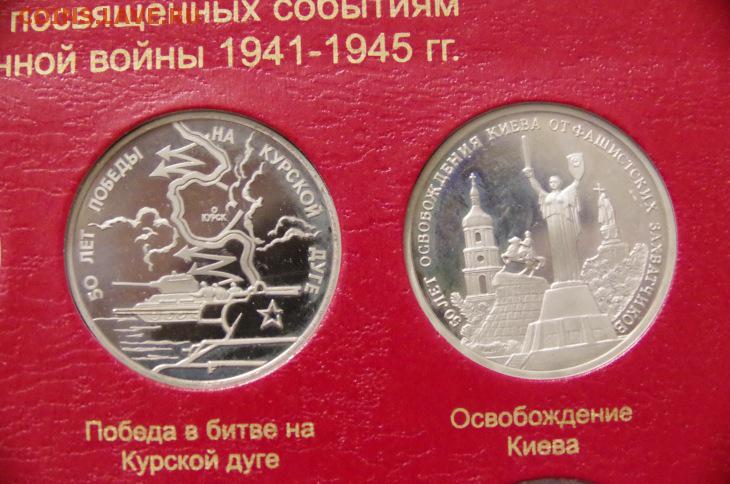 посвященных событиям
нной войны 1941-1945 гг.
50 ЛЕТ ПОБЕДЫ НА КУРСКОЙ ДУГЕ
КУРСК
50 ЛЕТ ОСВОБОЖДЕНИЯ КИЕВА ОТ ФАШИСТСКИХ ЗАХВАТЧИКОВ
Победа в битве на
Курской дуге
Освобождение
Киева